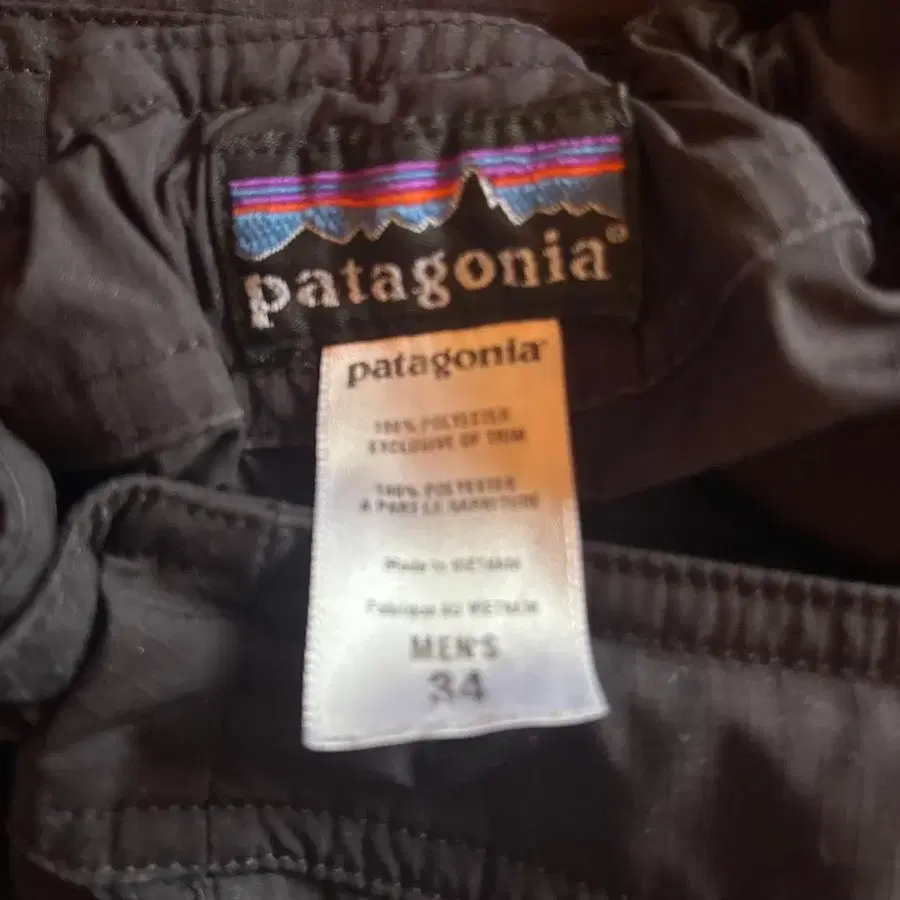 patagonia®
patagonia®
100% POLYESTER
EXCLUSIVE OF TRIM
100% POLYESTER
A PART LE GARNITURE
Made in VIETNAM
Fabriqué au VIETNAM
MEN'S
34